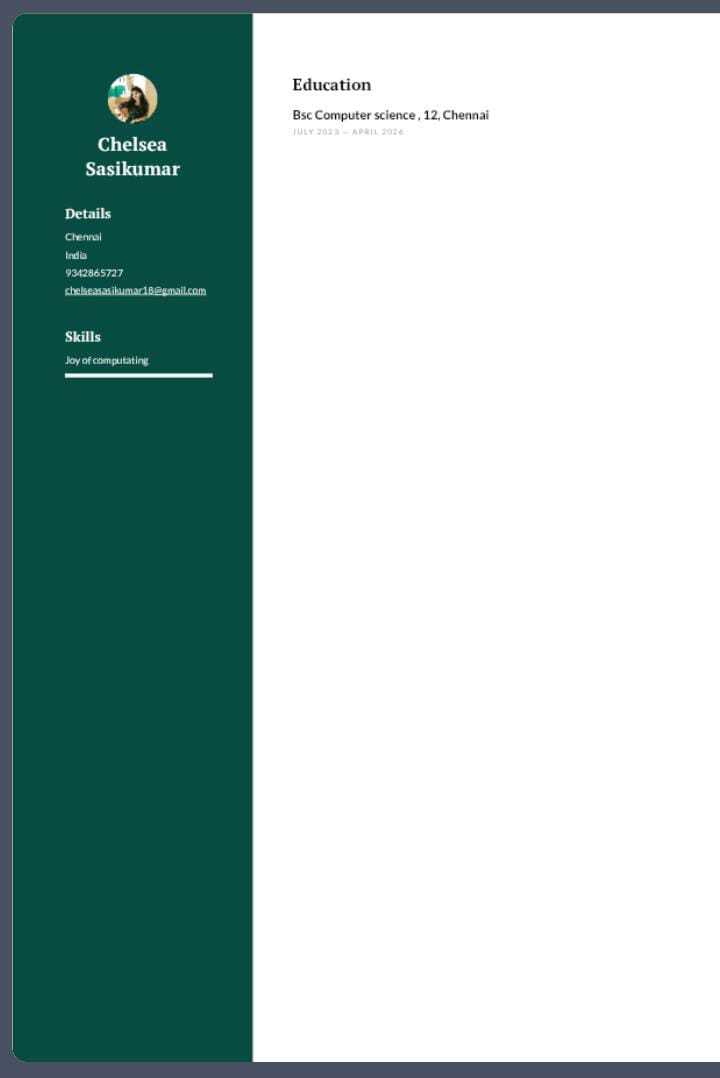 Chelsea
Sasikumar
Details
Chennai
India
9342865727
chelseasasikumar18@gmail.com
Skills
Joy of computating
Education
Bsc Computer science , 12, Chennai
JULY 2023 — APRIL 2026